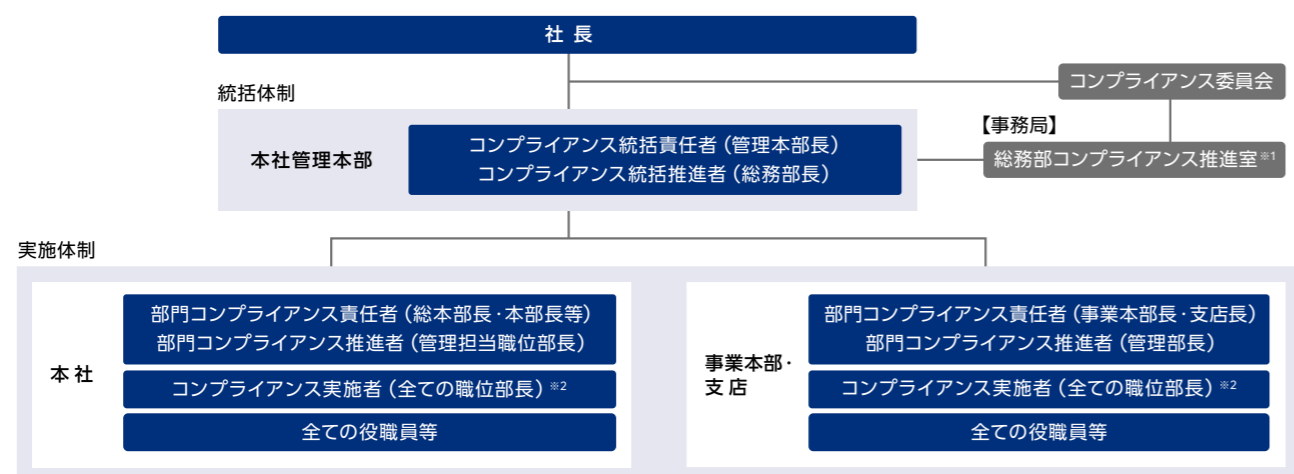 社 長
コンプライアンス委員会
統括体制
【事務局】
本社管理本部
コンプライアンス統括責任者（管理本部長）
コンプライアンス統括推進者（総務部長）
総務部コンプライアンス推進室※1
実施体制
本 社
部門コンプライアンス責任者（総本部長・本部長等）
部門コンプライアンス推進者（管理担当職位部長）
コンプライアンス実施者（全ての職位部長）※2
全ての役職員等
事業本部・
支 店
部門コンプライアンス責任者（事業本部長・支店長）
部門コンプライアンス推進者（管理部長）
コンプライアンス実施者（全ての職位部長）※2
全ての役職員等